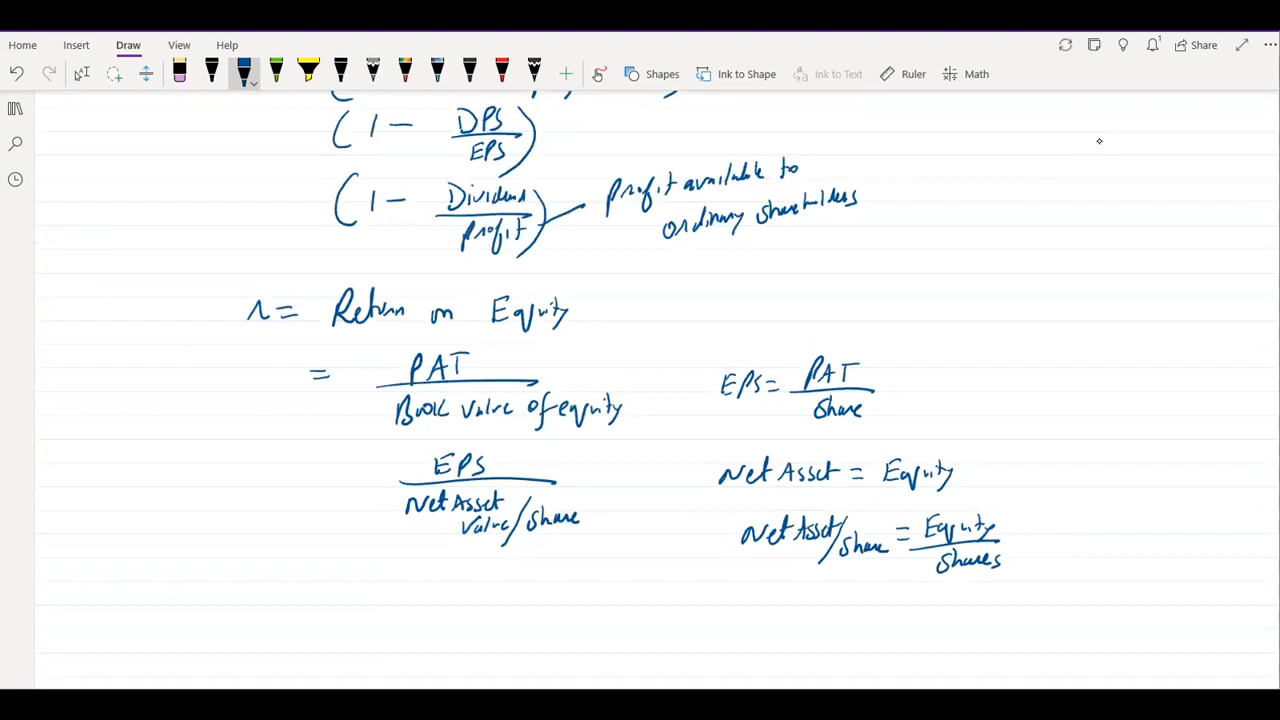 Home Insert Draw View Help
Share
Shapes Ink to Shape Ink to Text Ruler Math
(1 - DPS
EPS)
(1 - Dividend
Profit)
Profit available to
ordinary shareholders
r = Return on Equity
= PAT
Book Value of equity
EPS = PAT
Share
EPS
Net Asset
Value/Share
Net Asset = Equity
Net Asset/Share = Equity
Shares